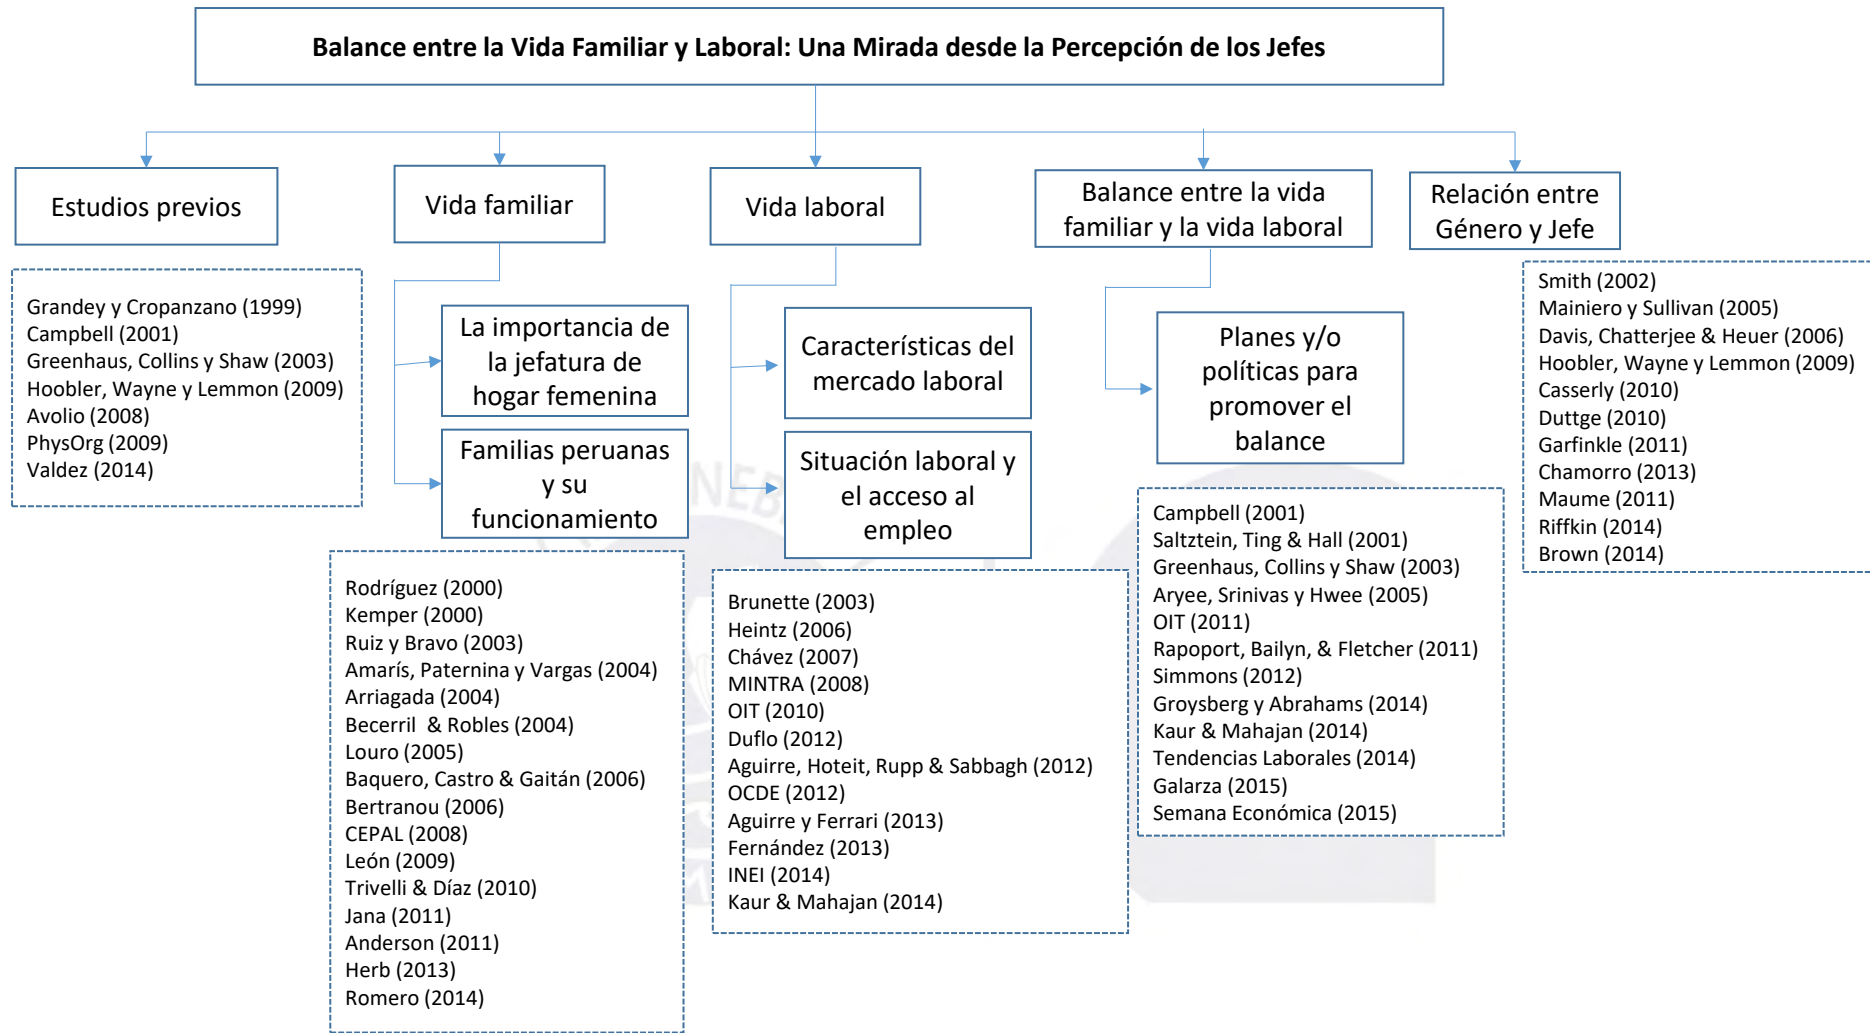 Balance entre la Vida Familiar y Laboral: Una Mirada desde la Percepción de los Jefes
Estudios previos
Grandey y Cropanzano (1999)
Campbell (2001)
Greenhaus, Collins y Shaw (2003)
Hoobler, Wayne y Lemmon (2009)
Avolio (2008)
PhysOrg (2009)
Valdez (2014)
Vida familiar
La importancia de
la jefatura de
hogar femenina
Familias peruanas
y su
funcionamiento
Rodríguez (2000)
Kemper (2000)
Ruiz y Bravo (2003)
Amarís, Paternina y Vargas (2004)
Arriagada (2004)
Becerril & Robles (2004)
Louro (2005)
Baquero, Castro & Gaitán (2006)
Bertranou (2006)
CEPAL (2008)
León (2009)
Trivelli & Díaz (2010)
Jana (2011)
Anderson (2011)
Herb (2013)
Romero (2014)
Vida laboral
Características del
mercado laboral
Situación laboral y
el acceso al
empleo
Brunette (2003)
Heintz (2006)
Chávez (2007)
MINTRA (2008)
OIT (2010)
Duflo (2012)
Aguirre, Hoteit, Rupp & Sabbagh (2012)
OCDE (2012)
Aguirre y Ferrari (2013)
Fernández (2013)
INEI (2014)
Kaur & Mahajan (2014)
Balance entre la vida
familiar y la vida laboral
Planes y/o
políticas para
promover el
balance
Campbell (2001)
Saltztein, Ting & Hall (2001)
Greenhaus, Collins y Shaw (2003)
Aryee, Srinivas y Hwee (2005)
OIT (2011)
Rapoport, Bailyn, & Fletcher (2011)
Simmons (2012)
Groysberg y Abrahams (2014)
Kaur & Mahajan (2014)
Tendencias Laborales (2014)
Galarza (2015)
Semana Económica (2015)
Relación entre
Género y Jefe
Smith (2002)
Mainiero y Sullivan (2005)
Davis, Chatterjee & Heuer (2006)
Hoobler, Wayne y Lemmon (2009)
Casserly (2010)
Duttge (2010)
Garfinkle (2011)
Chamorro (2013)
Maume (2011)
Riffkin (2014)
Brown (2014)